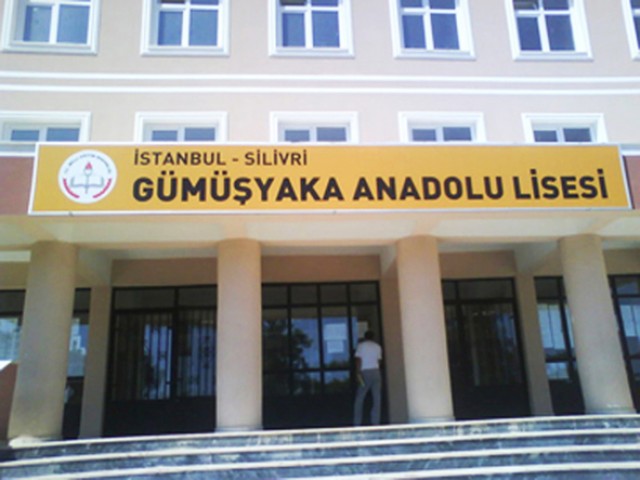 İSTANBUL - SİLİVRİ
GÜMÜŞYAKA ANADOLU LİSESİ